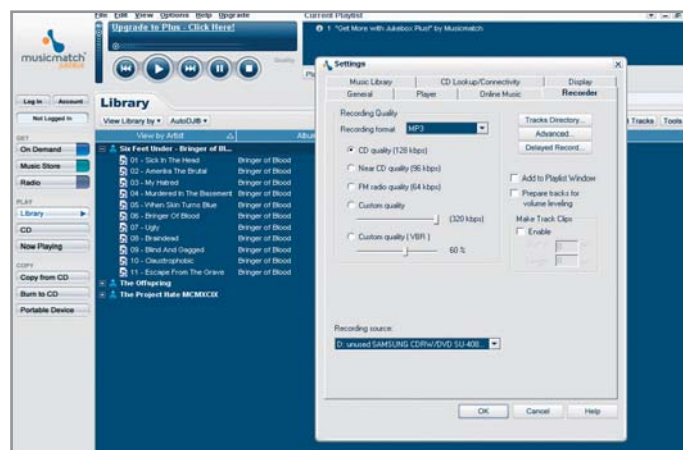 File Edit View Options Help Upgrade
Current Playlist
Upgrade to Plus - Click Here!
1 "Get More with Jukebox Plus!" by Musicmatch
musicmatch
JUKEBOX
Quality
Log In Account
Not Logged In
GET
On Demand
Music Store
Radio
PLAY
Library
CD
Now Playing
COPY
Copy from CD
Burn to CD
Portable Device
Library
View Library by AutoDJ®
Tracks Tools
View by Artist
Six Feet Under - Bringer of Bl...
01 - Sick In The Head Bringer of Blood
02 - Amerika The Brutal Bringer of Blood
03 - My Hatred Bringer of Blood
04 - Murdered In The Basement Bringer of Blood
05 - When Skin Turns Blue Bringer of Blood
06 - Bringer Of Blood Bringer of Blood
07 - Ugly Bringer of Blood
08 - Braindead Bringer of Blood
09 - Blind And Gagged Bringer of Blood
10 - Claustrophobic Bringer of Blood
11 - Escape From The Grave Bringer of Blood
The Offspring
The Project Hate MCMXCIX
Settings
Music Library CD Lookup/Connectivity Display
General Player Online Music Recorder
Recording Quality
Recording format: MP3
CD quality (128 kbps)
Near CD quality (96 kbps)
FM radio quality (64 kbps)
Custom quality
(320 kbps)
Custom quality (VBR)
60 %
Tracks Directory...
Advanced...
Delayed Record...
Add to Playlist Window
Prepare tracks for
volume leveling
Make Track Clips
Enable
Recording source:
D: unused SAMSUNG CDRW/DVD SU-408...
OK Cancel Help